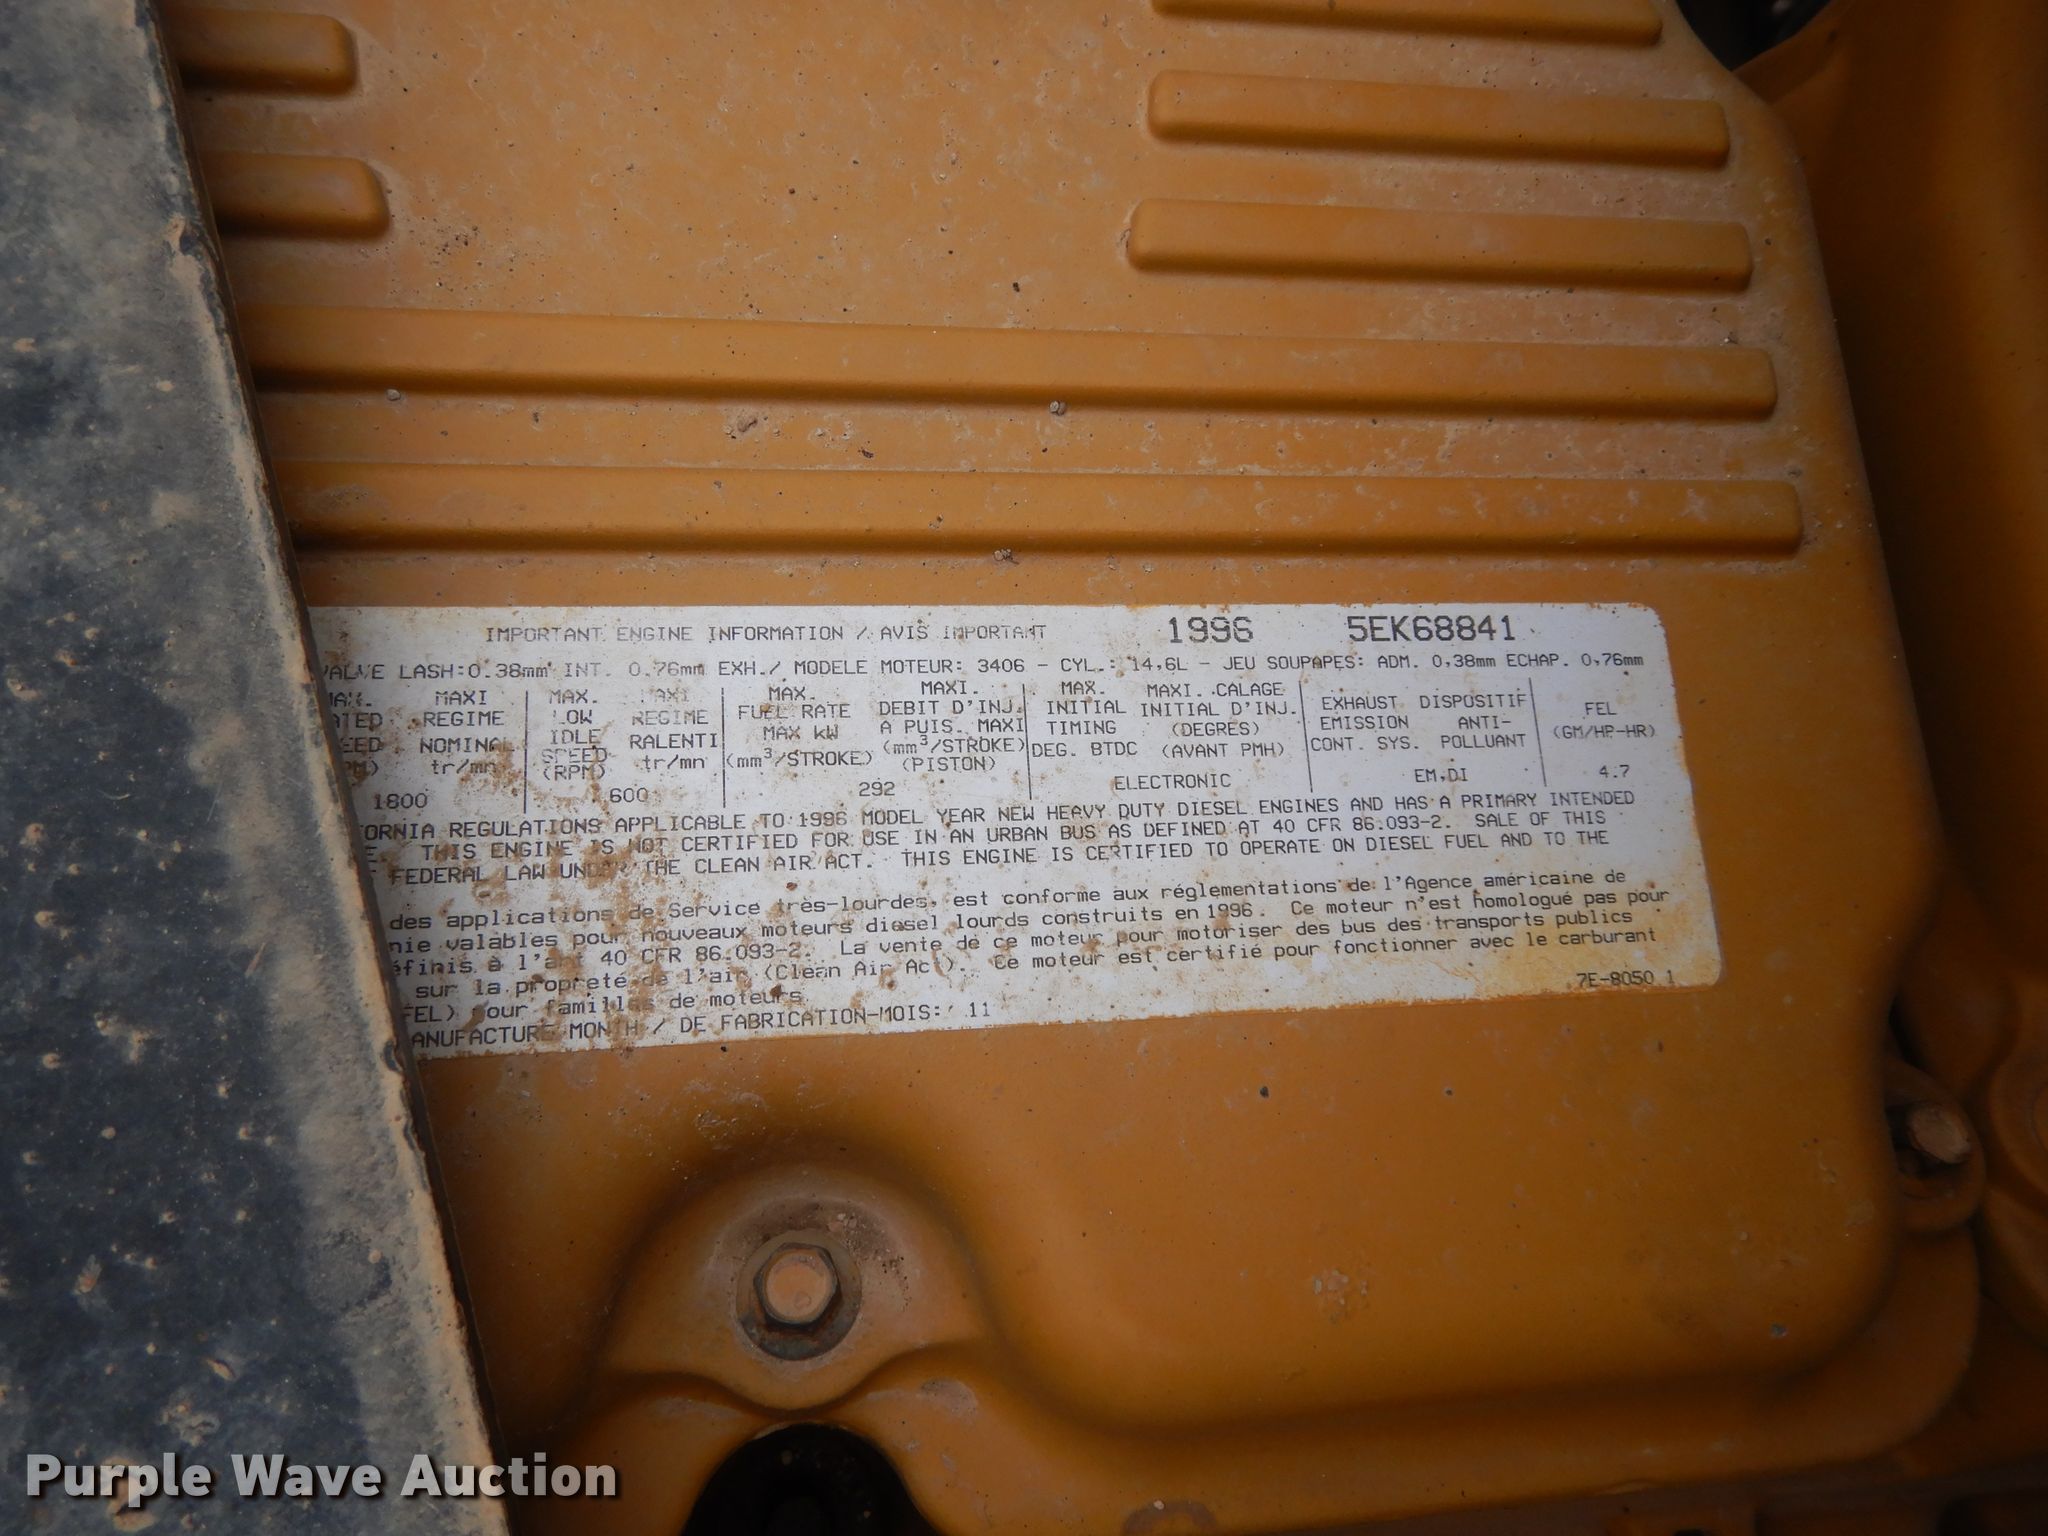 IMPORTANT ENGINE INFORMATION / AVIS IMPORTANT 1996 5EK68841
VALVE LASH:0.38mm INT. 0.76mm EXH./ MODELE MOTEUR: 3406 - CYL.: 14,6L - JEU SOUPAPES: ADM. 0,38mm ECHAP. 0,76mm
MAX. MAXI MAX. MAXI MAX. MAXI. MAX. MAXI. CALAGE EXHAUST DISPOSITIF FEL
REGIME LOW REGIME FUEL RATE DEBIT D'INJ. INITIAL INITIAL D'INJ. EMISSION ANTI- (GM/HP-HR)
NOMINAL IDLE RALENTI MAX kW A PUIS. MAXI TIMING (DEGRES) CONT. SYS. POLLUANT
tr/mn SPEED tr/mn (mm³/STROKE) (mm³/STROKE) DEG. BTDC (AVANT PMH)
(RPM) (PISTON)
1800 600 292 ELECTRONIC EM,DI 4.7
ORNIA REGULATIONS APPLICABLE TO 1996 MODEL YEAR NEW HEAVY DUTY DIESEL ENGINES AND HAS A PRIMARY INTENDED
THIS ENGINE IS NOT CERTIFIED FOR USE IN AN URBAN BUS AS DEFINED AT 40 CFR 86.093-2. SALE OF THIS
FEDERAL LAW UNDER THE CLEAN AIR ACT. THIS ENGINE IS CERTIFIED TO OPERATE ON DIESEL FUEL AND TO THE
des applications de Service très-lourdes, est conforme aux réglementations de l'Agence américaine de
nie valables pour nouveaux moteurs diesel lourds construits en 1996. Ce moteur n'est homologué pas pour
éfinis à l'art 40 CFR 86.093-2. La vente de ce moteur pour motoriser des bus des transports publics
sur la propreté de l'air (Clean Air Act). Ce moteur est certifié pour fonctionner avec le carburant
FEL) pour familles de moteurs 7E-8050 1
ANUFACTURE MONTH / DE FABRICATION-MOIS: 11
Purple Wave Auction